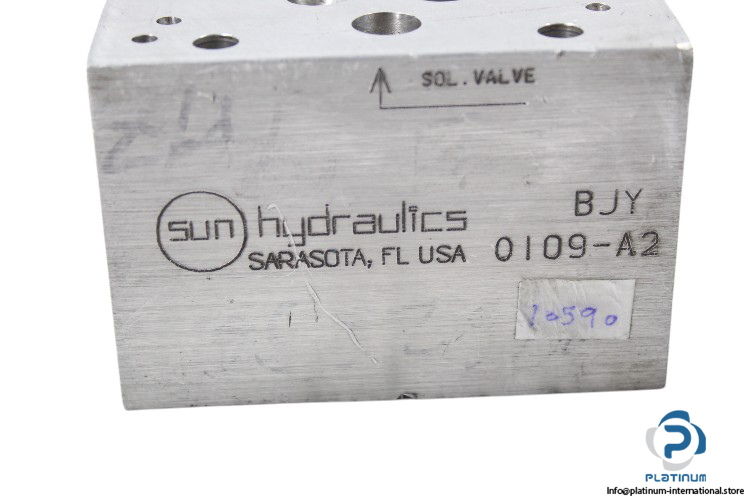 SOL. VALVE
sun hydraulics
SARASOTA, FL USA
BJY
0109-A2
10590
PLATINUM
Info@platinum-international.store